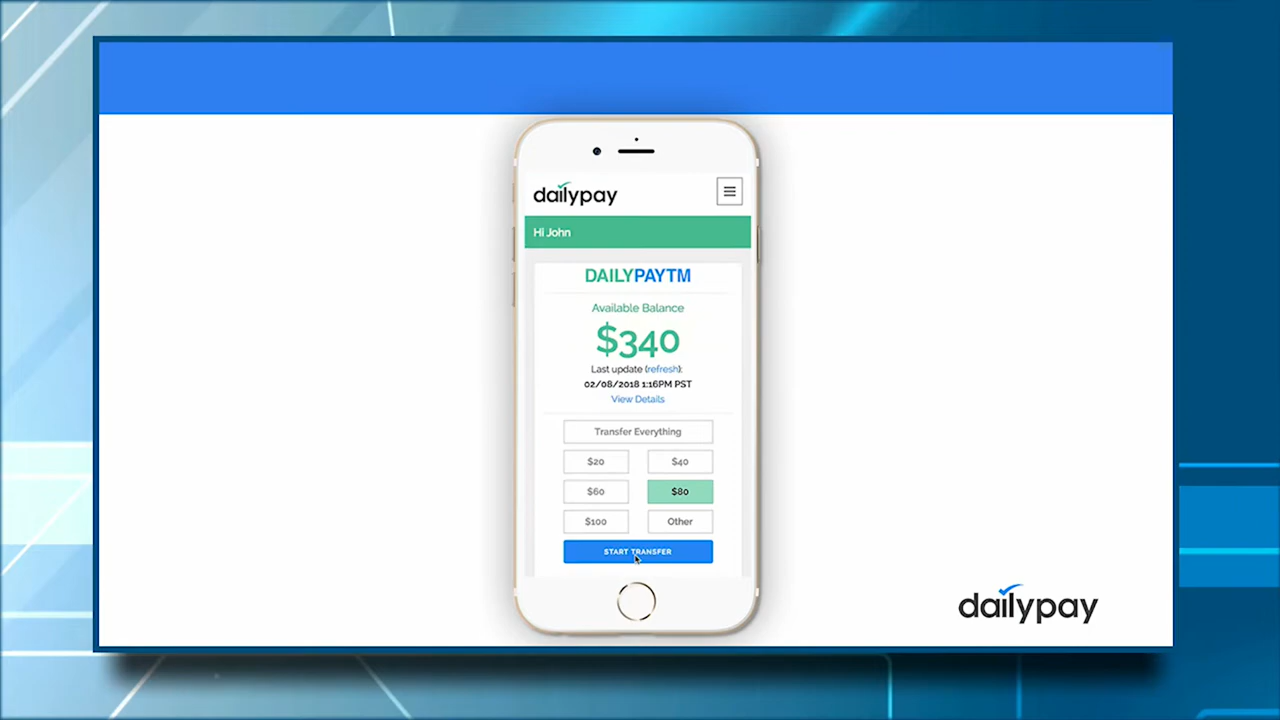 dailypay
Hi John
DAILYPAYTM
Available Balance
$340
Last update (refresh):
02/08/2018 1:16PM PST
View Details
Transfer Everything
$20 $40
$60 $80
$100 Other
START TRANSFER
dailypay